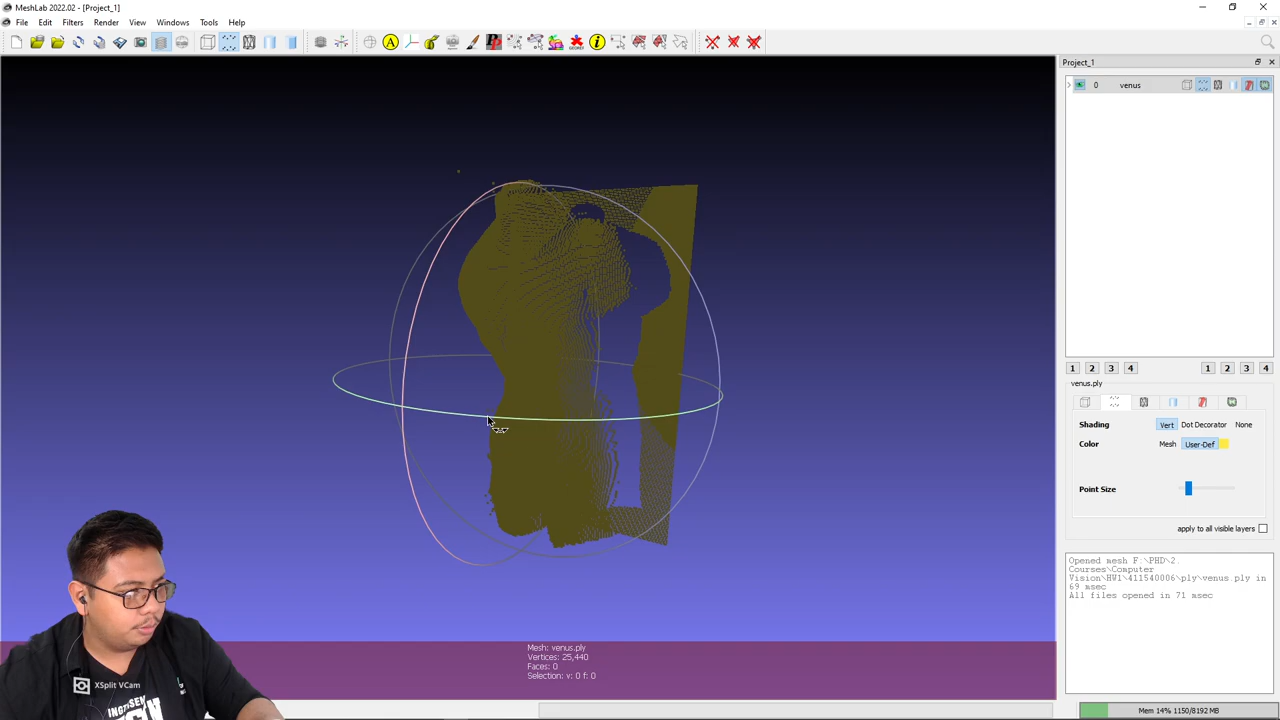 MeshLab 2022.02 - [Project_1]
File Edit Filters Render View Windows Tools Help
Project_1
0 venus
1 2 3 4 1 2 3 4
venus.ply
Shading Vert Dot Decorator None
Color Mesh User-Def
Point Size
apply to all visible layers
Opened mesh F:\PHD\2.
Courses\Computer
Vision\HW1\411540006\ply\venus.ply in
69 msec
All files opened in 71 msec
Mesh: venus.ply
Vertices: 25,440
Faces: 0
Selection: v: 0 f: 0
XSplit VCam
Mem 14% 1150/8192 MB